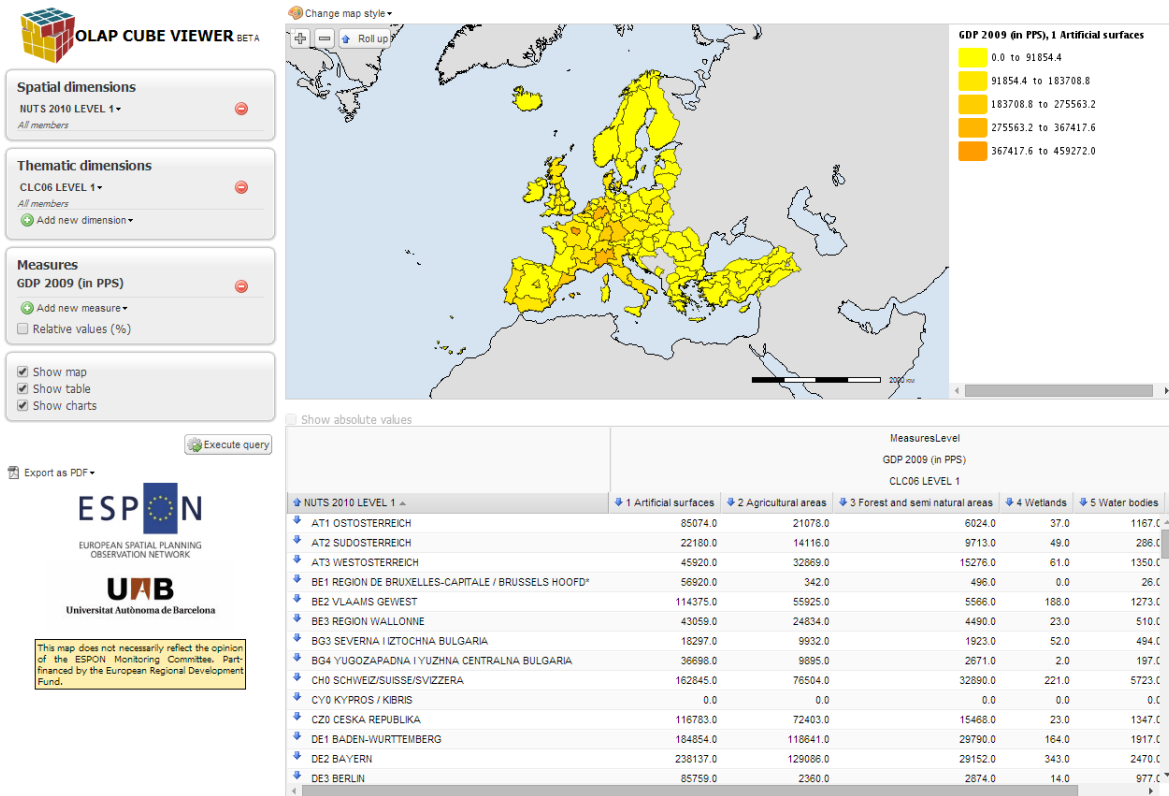 OLAP CUBE VIEWER BETA
Spatial dimensions
NUTS 2010 LEVEL 1
All members
Thematic dimensions
CLC06 LEVEL 1
All members
Add new dimension
Measures
GDP 2009 (in PPS)
Add new measure
Relative values (%)
Show map
Show table
Show charts
Execute query
Export as PDF
ESPON
EUROPEAN SPATIAL PLANNING
OBSERVATION NETWORK
UAB
Universitat Autònoma de Barcelona
This map does not necessarily reflect the opinion
of the ESPON Monitoring Committee. Part-
financed by the European Regional Development
Fund.
Change map style
Roll up
2000 KM
GDP 2009 (in PPS), 1 Artificial surfaces
0.0 to 91854.4
91854.4 to 183708.8
183708.8 to 275563.2
275563.2 to 367417.6
367417.6 to 459272.0
Show absolute values
MeasuresLevel
GDP 2009 (in PPS)
CLC06 LEVEL 1
NUTS 2010 LEVEL 1 1 Artificial surfaces 2 Agricultural areas 3 Forest and semi natural areas 4 Wetlands 5 Water bodies
AT1 OSTOSTERREICH 85074.0 21078.0 6024.0 37.0 1167.0
AT2 SUDOSTERREICH 22180.0 14116.0 9713.0 49.0 286.0
AT3 WESTOSTERREICH 45920.0 32869.0 15276.0 61.0 1350.0
BE1 REGION DE BRUXELLES-CAPITALE / BRUSSELS HOOFD* 56920.0 342.0 496.0 0.0 26.0
BE2 VLAAMS GEWEST 114375.0 55925.0 5566.0 188.0 1273.0
BE3 REGION WALLONNE 43059.0 24834.0 4490.0 23.0 510.0
BG3 SEVERNA I IZTOCHNA BULGARIA 18297.0 9932.0 1923.0 52.0 494.0
BG4 YUGOZAPADNA I YUZHNA CENTRALNA BULGARIA 36698.0 9895.0 2671.0 2.0 197.0
CH0 SCHWEIZ/SUISSE/SVIZZERA 162845.0 76504.0 32890.0 221.0 5723.0
CY0 KYPROS / KIBRIS 0.0 0.0 0.0 0.0 0.0
CZ0 CESKA REPUBLIKA 116783.0 72403.0 15468.0 23.0 1347.0
DE1 BADEN-WURTTEMBERG 184854.0 118641.0 29790.0 164.0 1917.0
DE2 BAYERN 238137.0 129086.0 29152.0 343.0 2470.0
DE3 BERLIN 85759.0 2360.0 2874.0 14.0 977.0